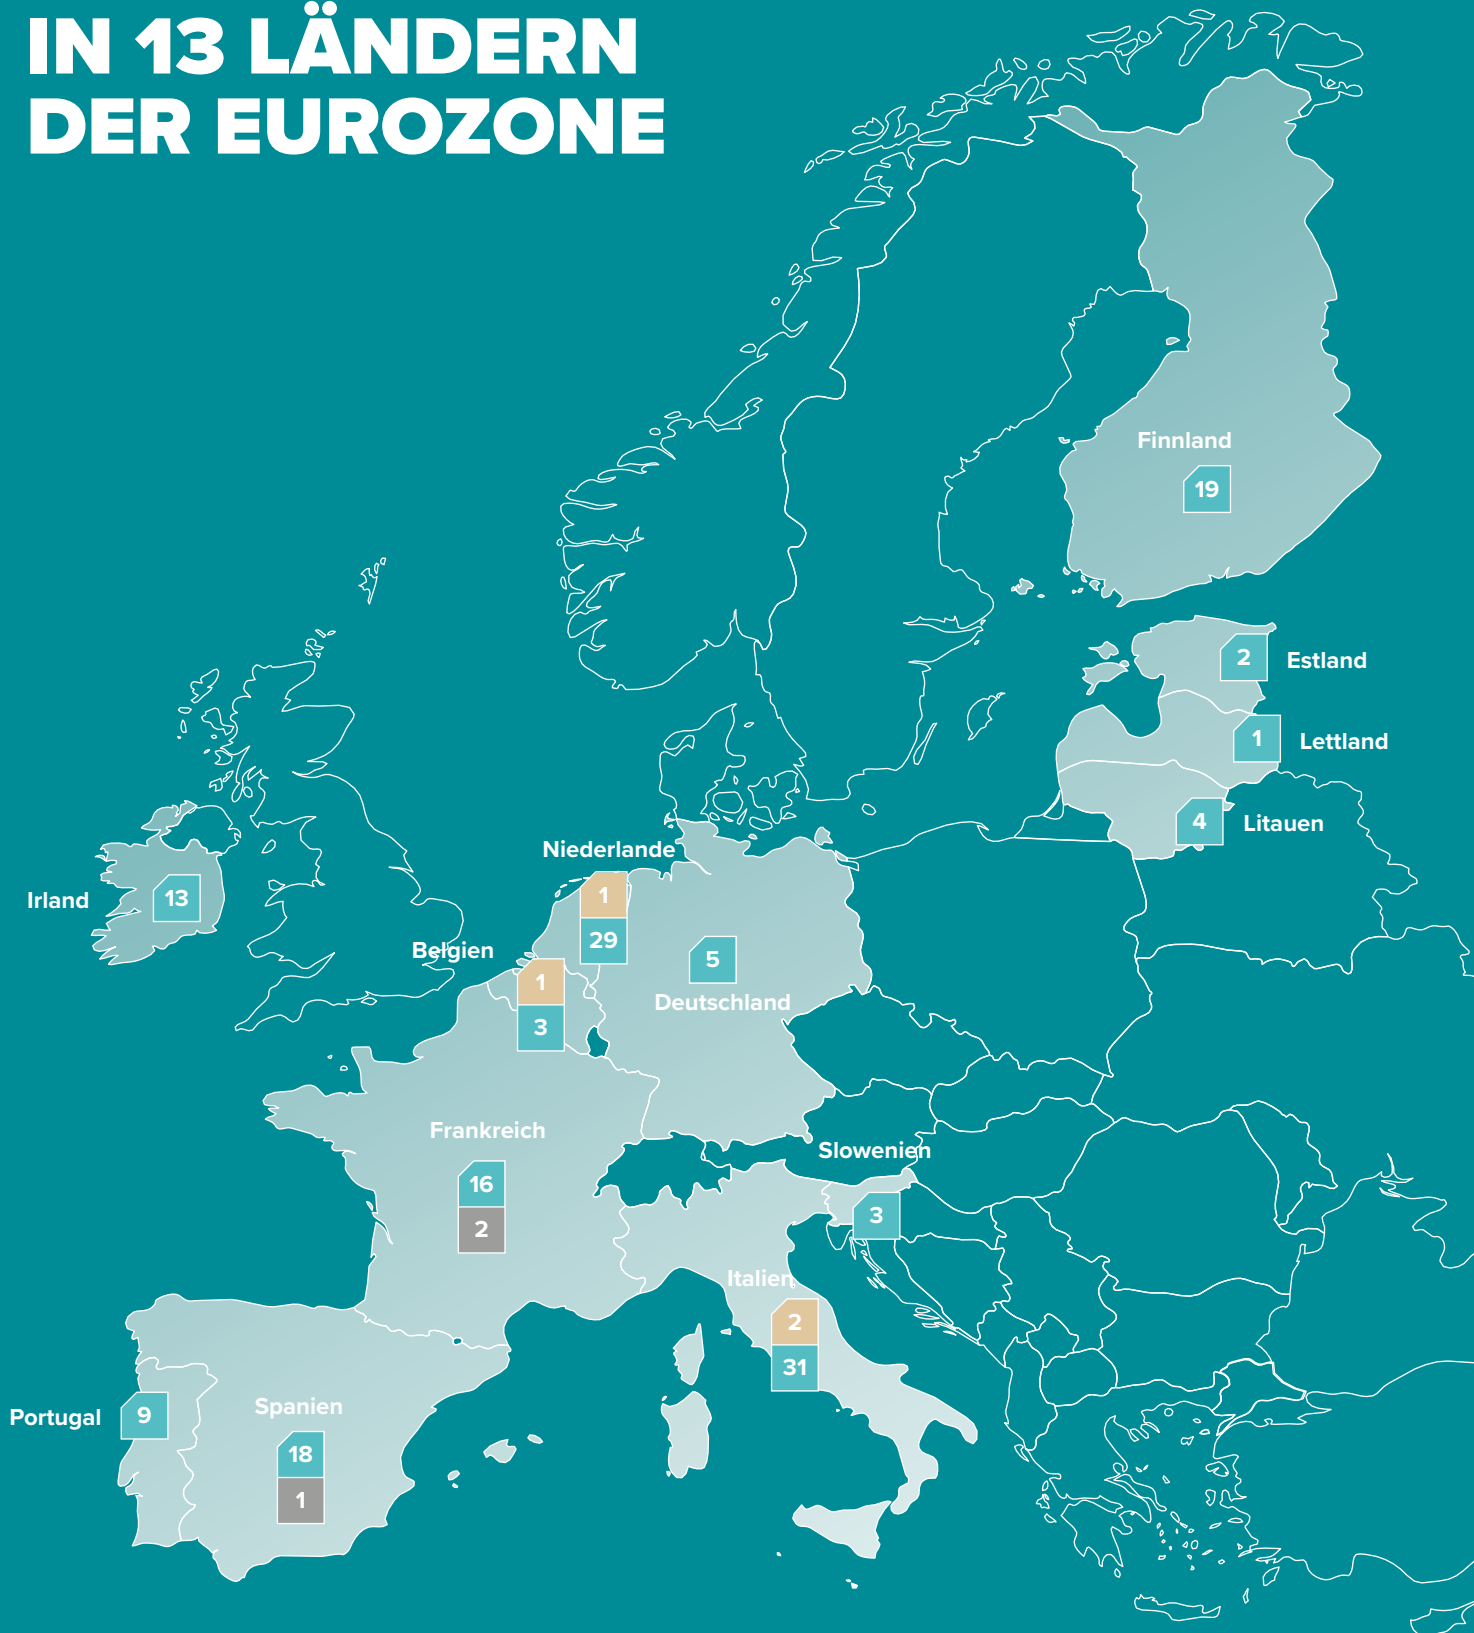 IN 13 LÄNDERN
DER EUROZONE
Finnland
19
2
Estland
1
Lettland
4
Litauen
Niederlande
1
29
Irland
13
Belgien
1
3
5
Deutschland
Frankreich
16
2
Slowenien
3
Italien
2
31
Portugal
9
Spanien
18
1